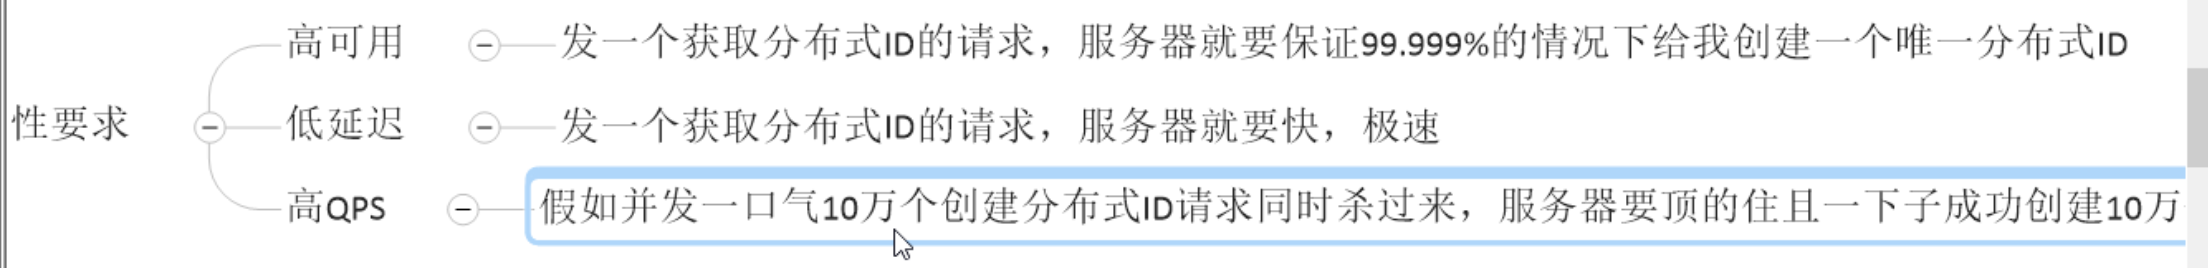 高可用 发一个获取分布式ID的请求，服务器就要保证99.999%的情况下给我创建一个唯一分布式ID
性要求 低延迟 发一个获取分布式ID的请求，服务器就要快，极速
高QPS 假如并发一口气10万个创建分布式ID请求同时杀过来，服务器要顶的住且一下子成功创建10万